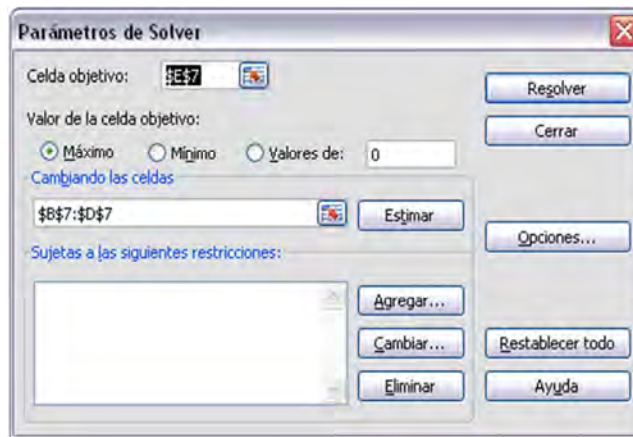 Parámetros de Solver
Celda objetivo: $E$7
Resolver
Valor de la celda objetivo:
Cerrar
Máximo Mínimo Valores de: 0
Cambiando las celdas
$B$7:$D$7 Estimar
Opciones...
Sujetas a las siguientes restricciones:
Agregar...
Cambiar... Restablecer todo
Eliminar Ayuda